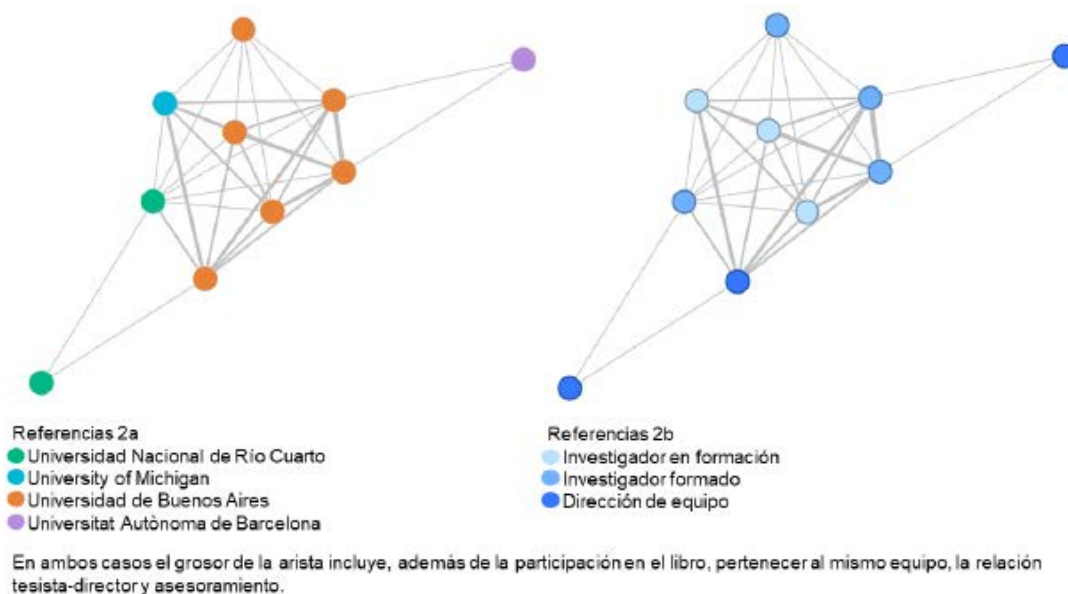 Referencias 2a
Universidad Nacional de Río Cuarto
University of Michigan
Universidad de Buenos Aires
Universitat Autònoma de Barcelona
Referencias 2b
Investigador en formación
Investigador formado
Dirección de equipo
En ambos casos el grosor de la arista incluye, además de la participación en el libro, pertenecer al mismo equipo, la relación
tesista-director y asesoramiento.